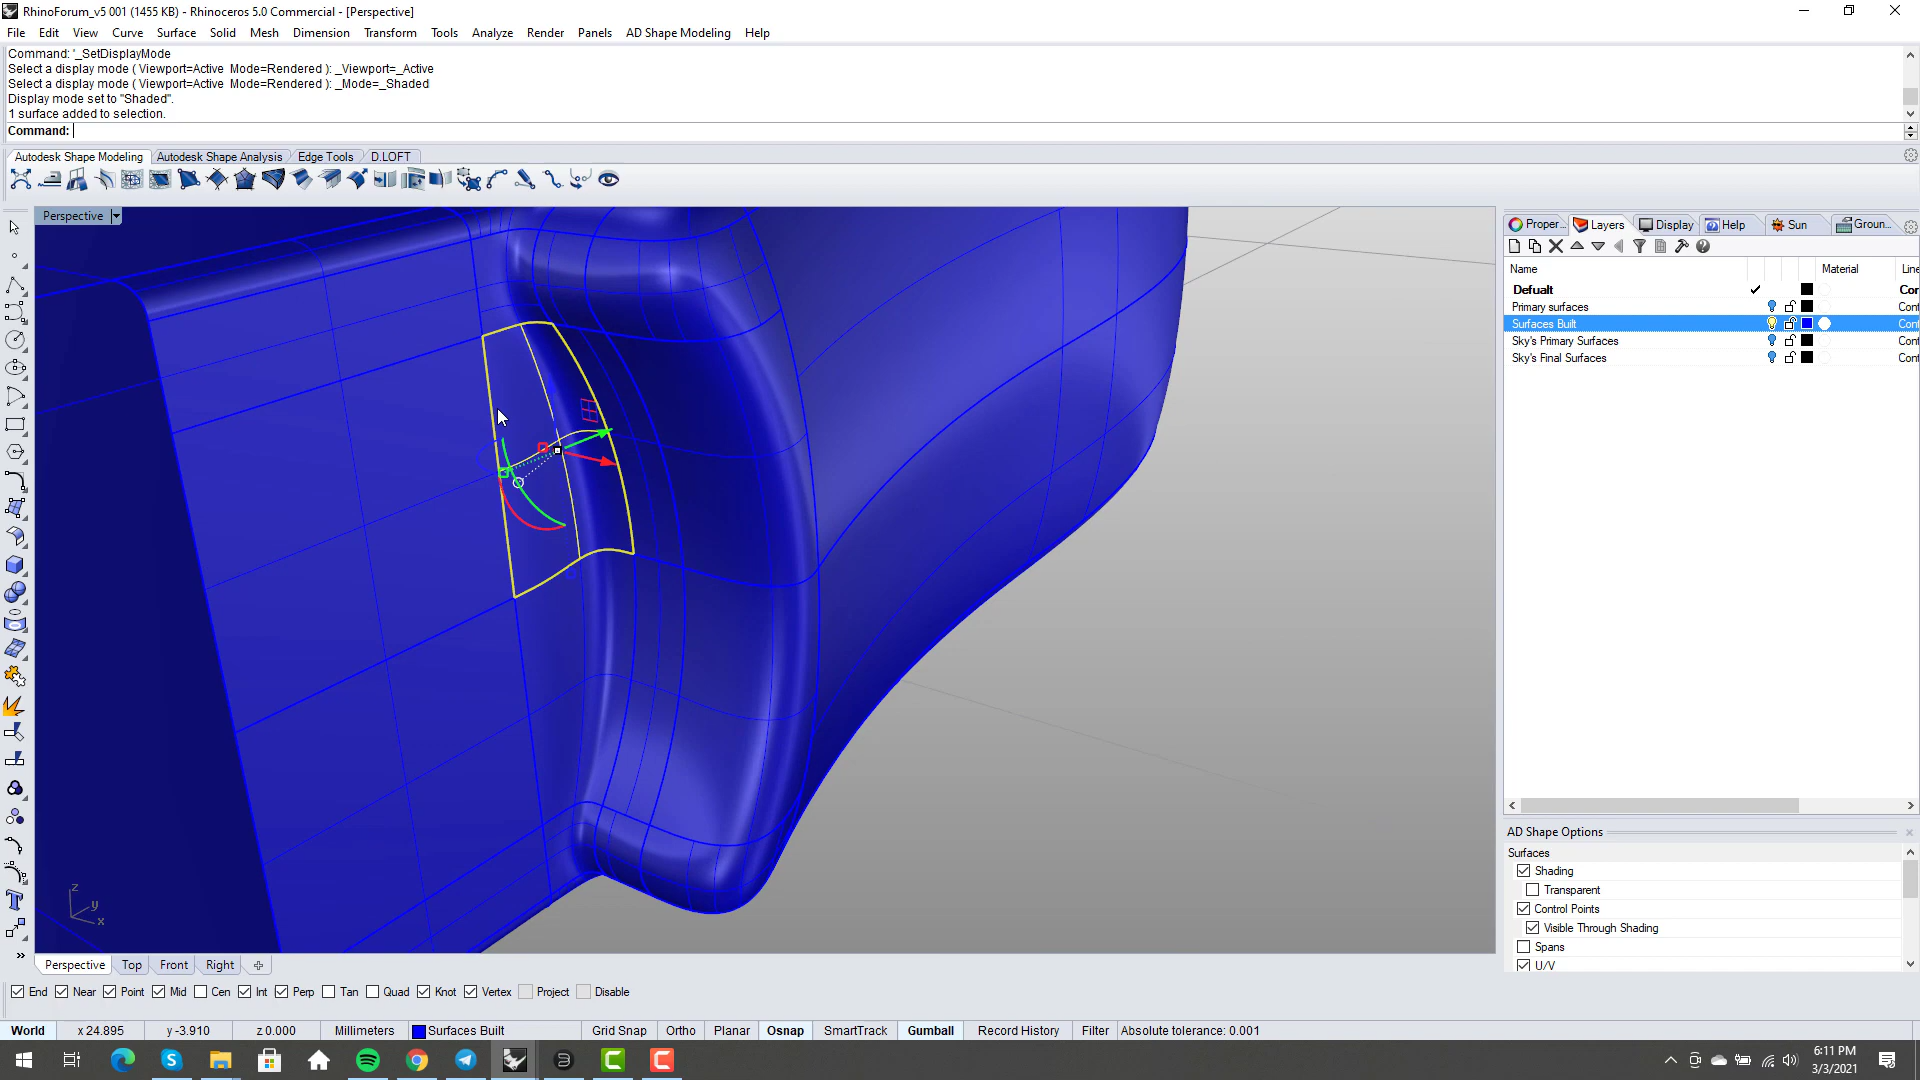 RhinoForum_v5 001 (1455 KB) - Rhinoceros 5.0 Commercial - [Perspective]
File Edit View Curve Surface Solid Mesh Dimension Transform Tools Analyze Render Panels AD Shape Modeling Help
Command: '_SetDisplayMode
Select a display mode ( Viewport=Active  Mode=Rendered ): _Viewport=_Active
Select a display mode ( Viewport=Active  Mode=Rendered ): _Mode=_Shaded
Display mode set to "Shaded".
1 surface added to selection.
Command:
Autodesk Shape Modeling Autodesk Shape Analysis Edge Tools D.LOFT
Perspective
Proper... Layers Display Help Sun Groun...
Name Material Line
Defualt Cor
Primary surfaces Cont
Surfaces Built Cont
Sky's Primary Surfaces Cont
Sky's Final Surfaces Cont
AD Shape Options
Surfaces
Shading
Transparent
Control Points
Visible Through Shading
Spans
U/V
z
y
x
Perspective Top Front Right
End Near Point Mid Cen Int Perp Tan Quad Knot Vertex Project Disable
World x 24.895 y -3.910 z 0.000 Millimeters Surfaces Built Grid Snap Ortho Planar Osnap SmartTrack Gumball Record History Filter Absolute tolerance: 0.001
6:11 PM
3/3/2021